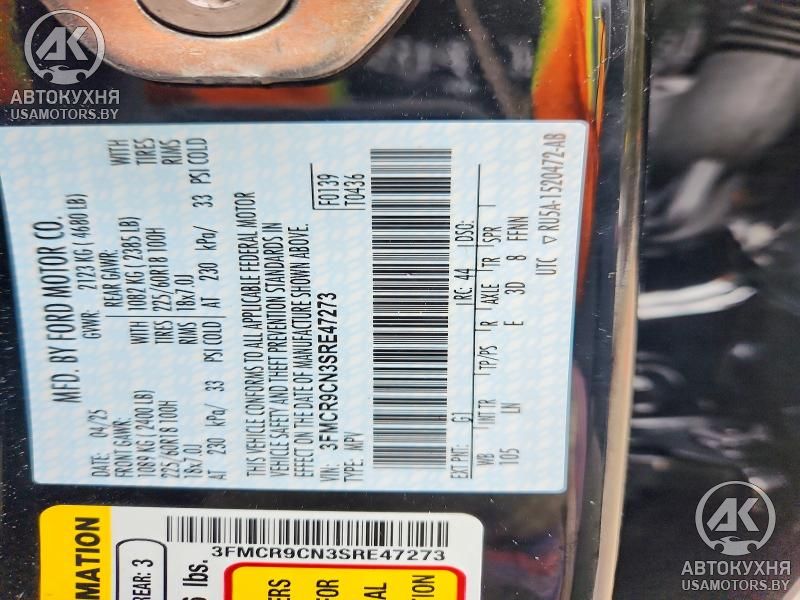 MFD. BY FORD MOTOR CO.
DATE: 04/25
GVWR: 2123 KG ( 4680 LB)
FRONT GAWR:
REAR GAWR:
1089 KG ( 2400 LB)
1082 KG ( 2385 LB)
WITH
225/60R18 100H
TIRES
225/60R18 100H
TIRES
18x7.0J
RIMS
18x7.0J
RIMS
AT 230 kPa/ 33 PSI COLD
AT 230 kPa/ 33 PSI COLD
THIS VEHICLE CONFORMS TO ALL APPLICABLE FEDERAL MOTOR
VEHICLE SAFETY AND THEFT PREVENTION STANDARDS IN
EFFECT ON THE DATE OF MANUFACTURE SHOWN ABOVE.
VIN: 3FMCR9CN3SRE47273
F0139
TYPE: MPV
T0436
EXT PNT: G1
RC: 44
DSO:
WB
INT TR
TP/PS
R
AXLE
TR
SPR
105
LN
E
3D
8
FFNN
UTC
▽ RU5A-1520472-AB
3FMCR9CN3SRE47273
REAR: 3
lbs.
AK
АВТОКУХНЯ
USAMOTORS.BY
AK
АВТОКУХНЯ
USAMOTORS.BY